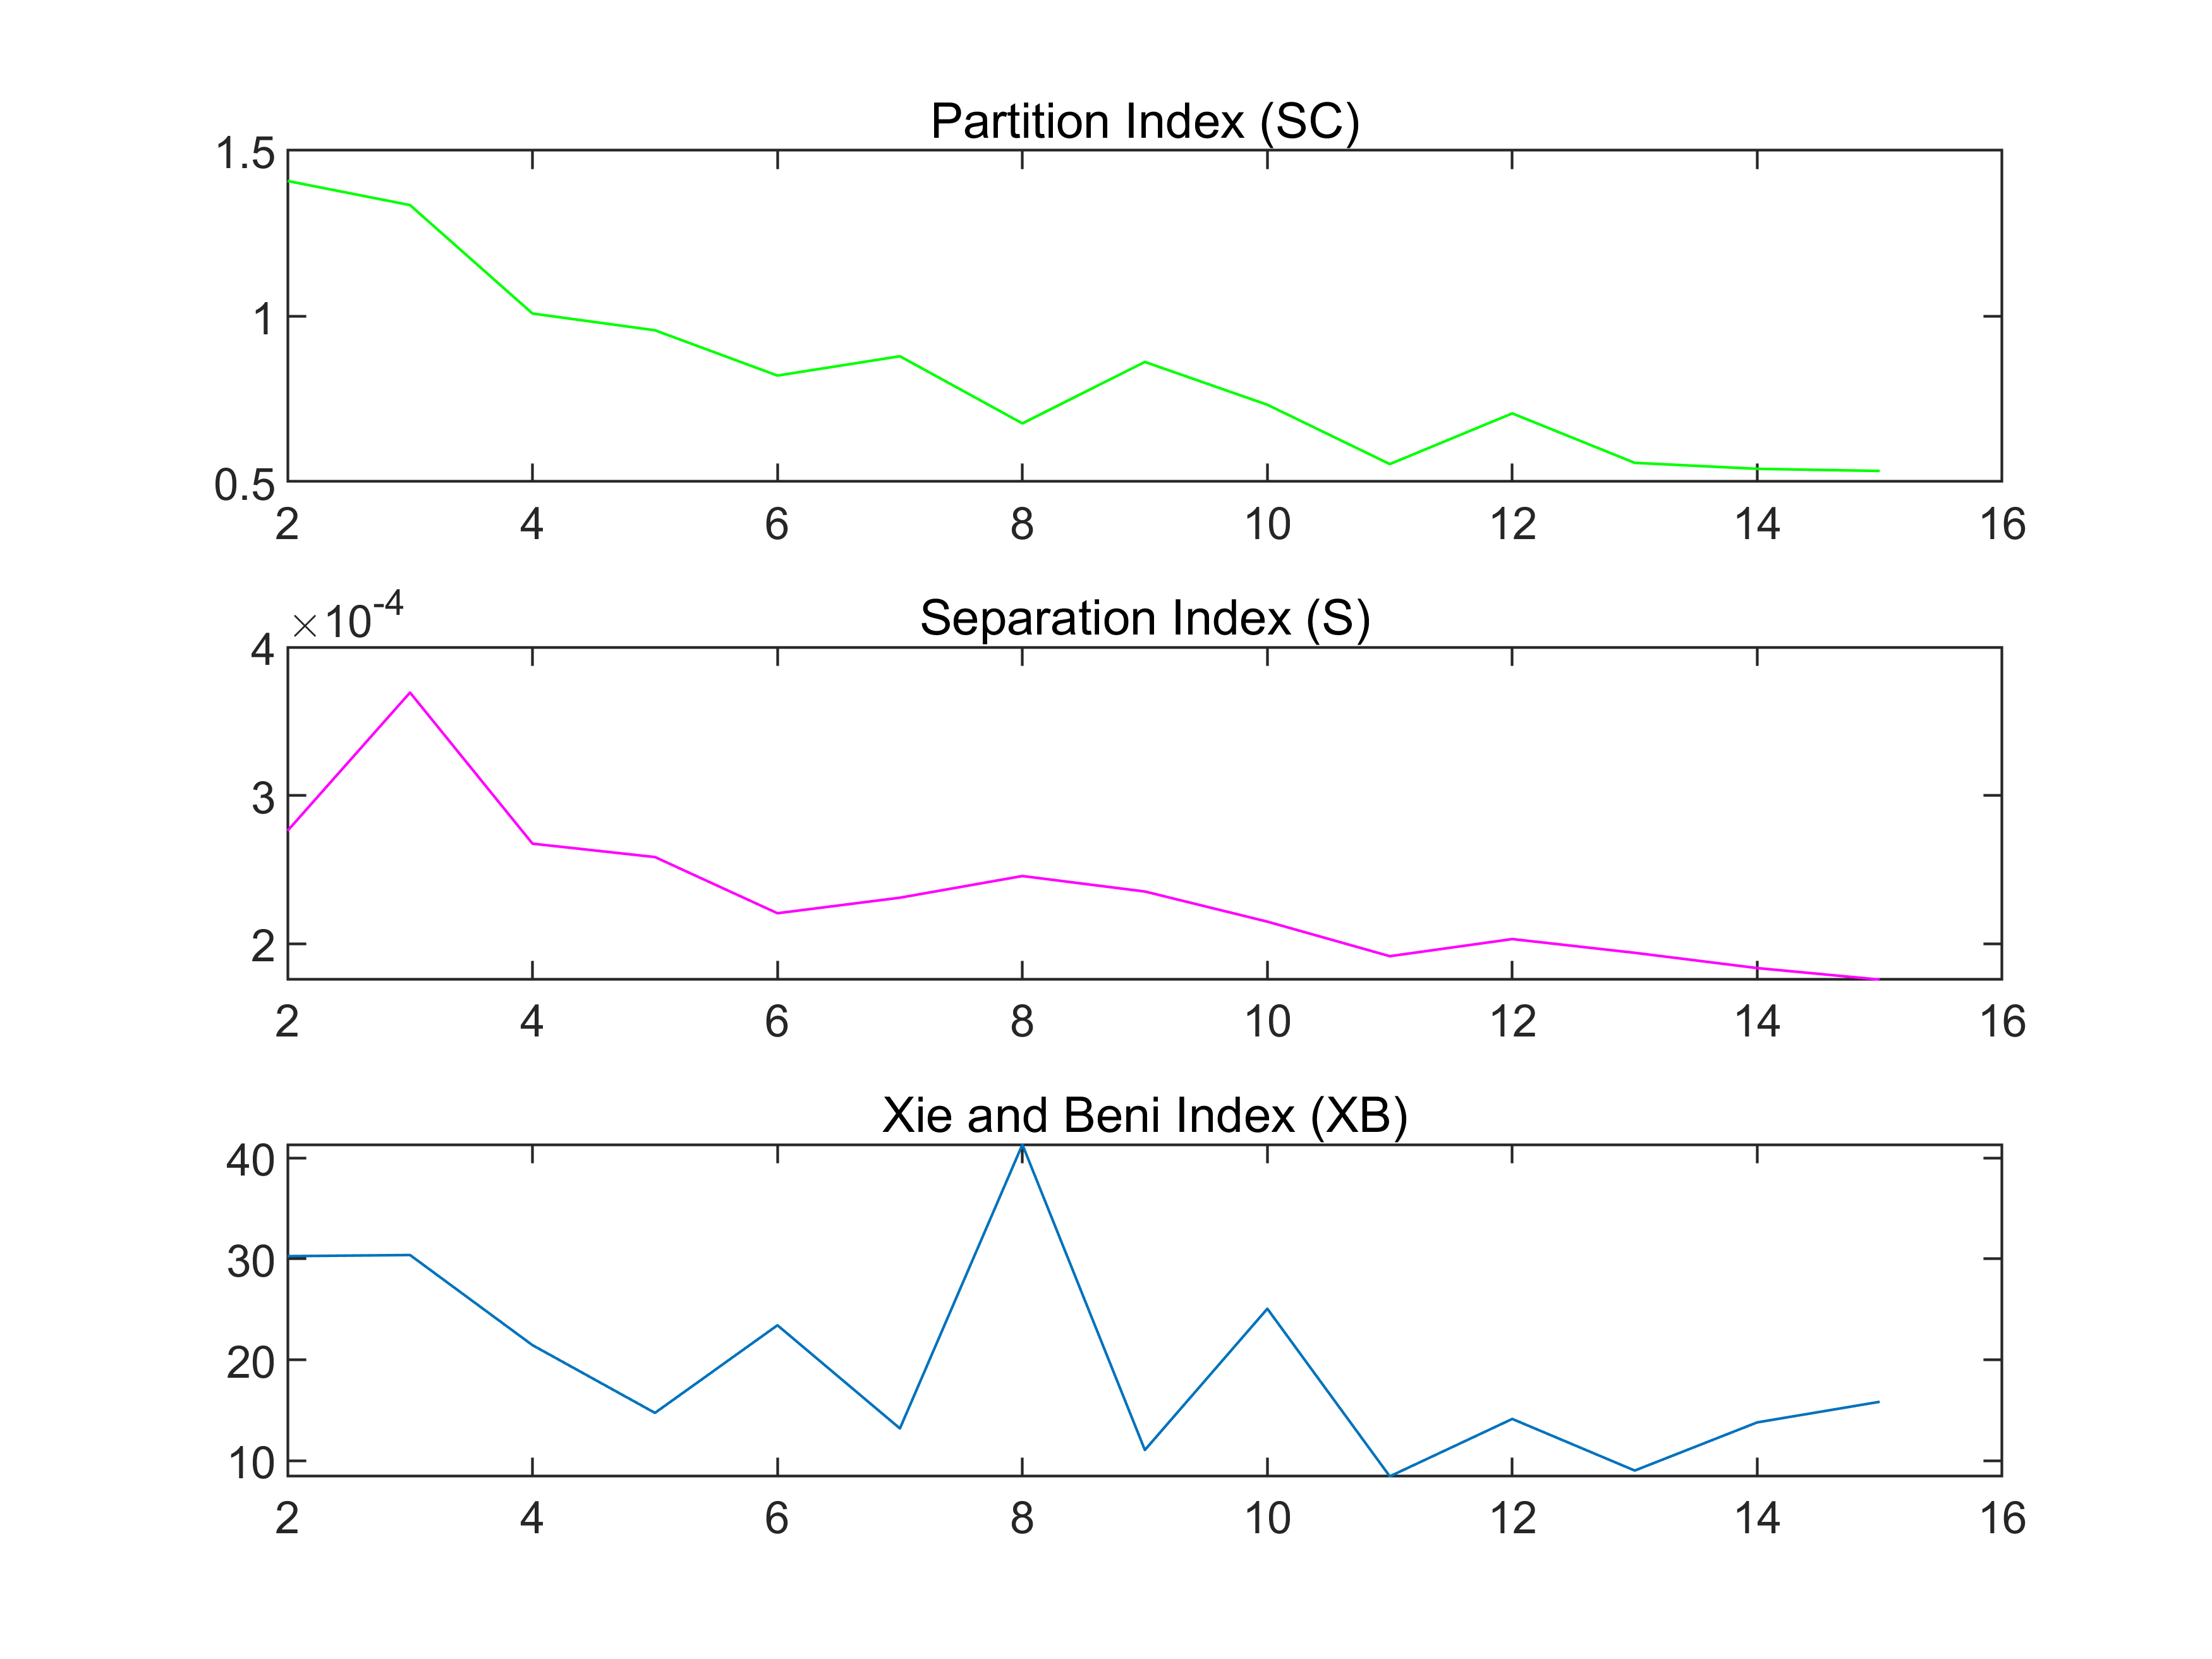 Partition Index (SC)
1.5
1
0.5
2 4 6 8 10 12 14 16
×10-4
Separation Index (S)
4
3
2
2 4 6 8 10 12 14 16
Xie and Beni Index (XB)
40
30
20
10
2 4 6 8 10 12 14 16